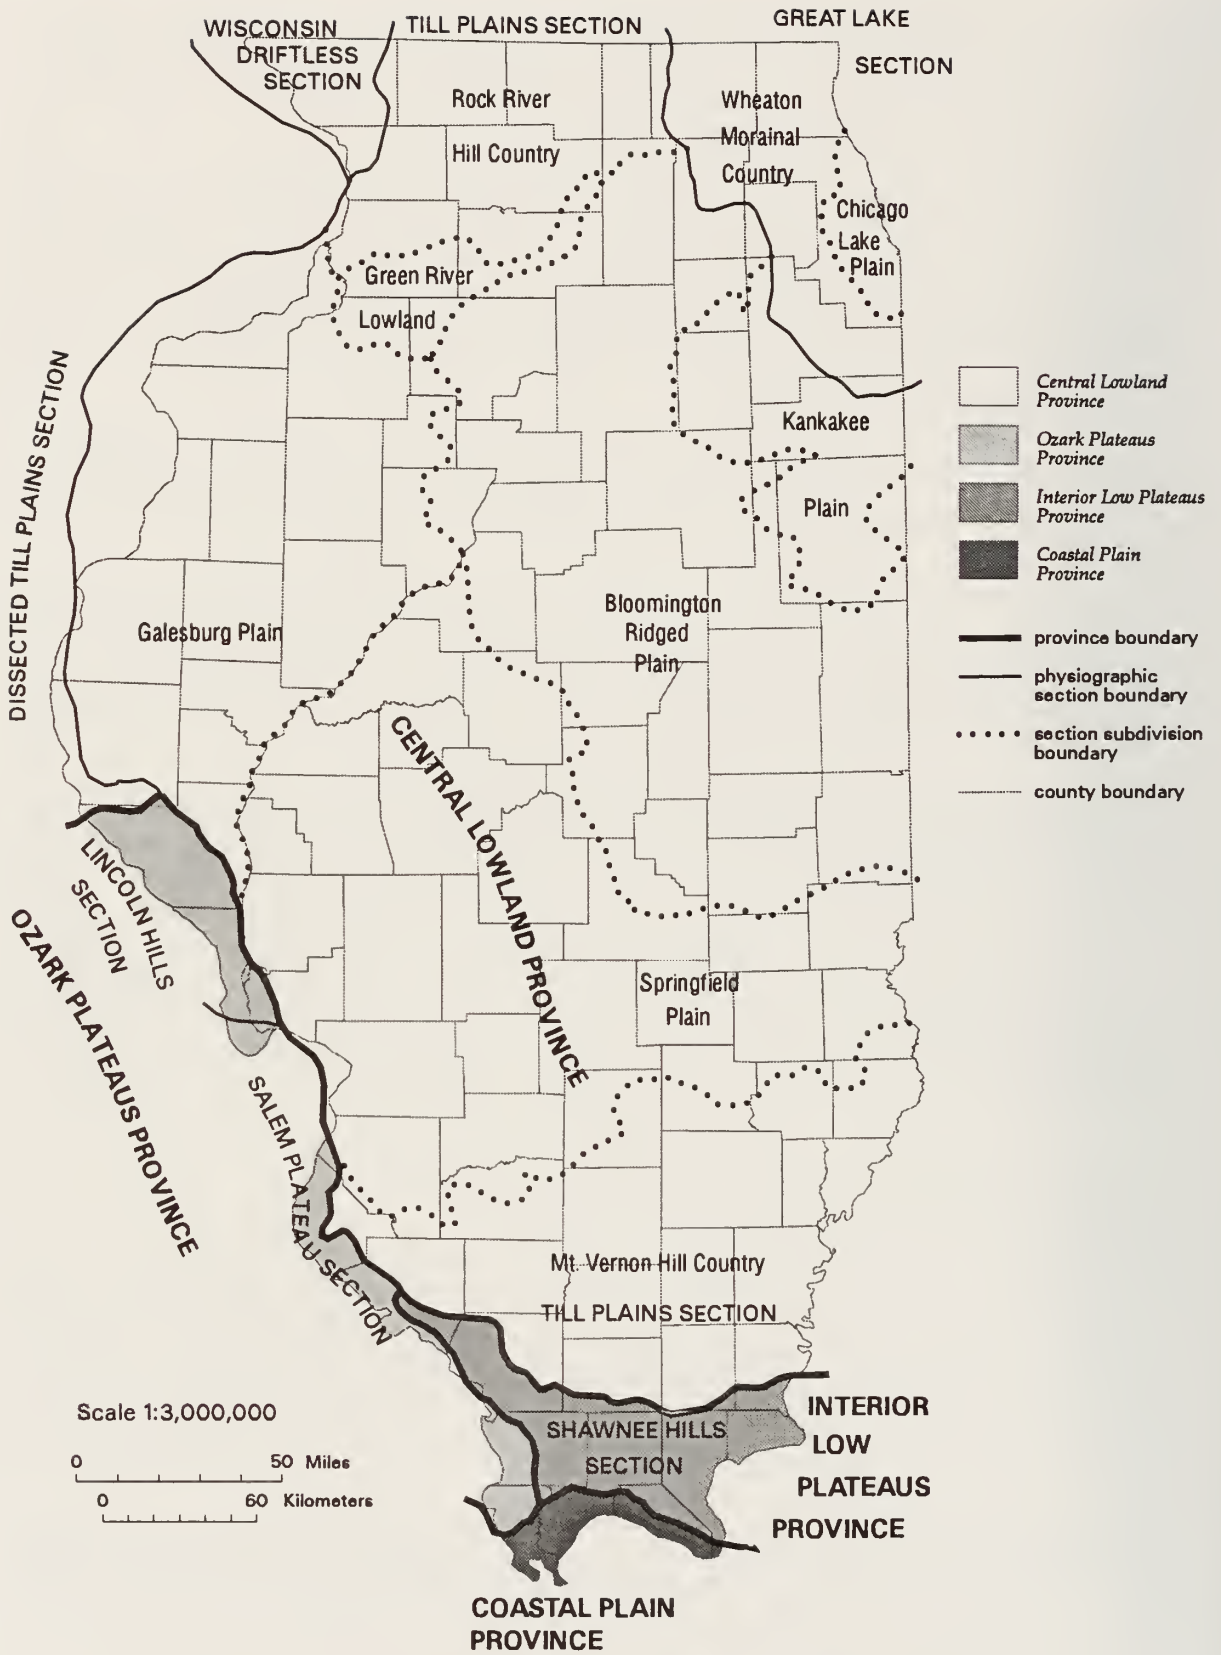 WISCONSIN
DRIFTLESS
SECTION
TILL PLAINS SECTION
GREAT LAKE
SECTION
Rock River
Hill Country
Wheaton
Morainal
Country
Chicago
Lake
Plain
Green River
Lowland
DISSECTED TILL PLAINS SECTION
Kankakee
Plain
Galesburg Plain
Bloomington
Ridged
Plain
CENTRAL LOWLAND PROVINCE
LINCOLN HILLS
SECTION
OZARK PLATEAUS PROVINCE
Springfield
Plain
SALEM PLATEAU SECTION
Mt. Vernon Hill Country
TILL PLAINS SECTION
SHAWNEE HILLS
SECTION
INTERIOR
LOW
PLATEAUS
PROVINCE
COASTAL PLAIN
PROVINCE
Scale 1:3,000,000
0 50 Miles
0 60 Kilometers
Central Lowland
Province
Ozark Plateaus
Province
Interior Low Plateaus
Province
Coastal Plain
Province
province boundary
physiographic
section boundary
section subdivision
boundary
county boundary